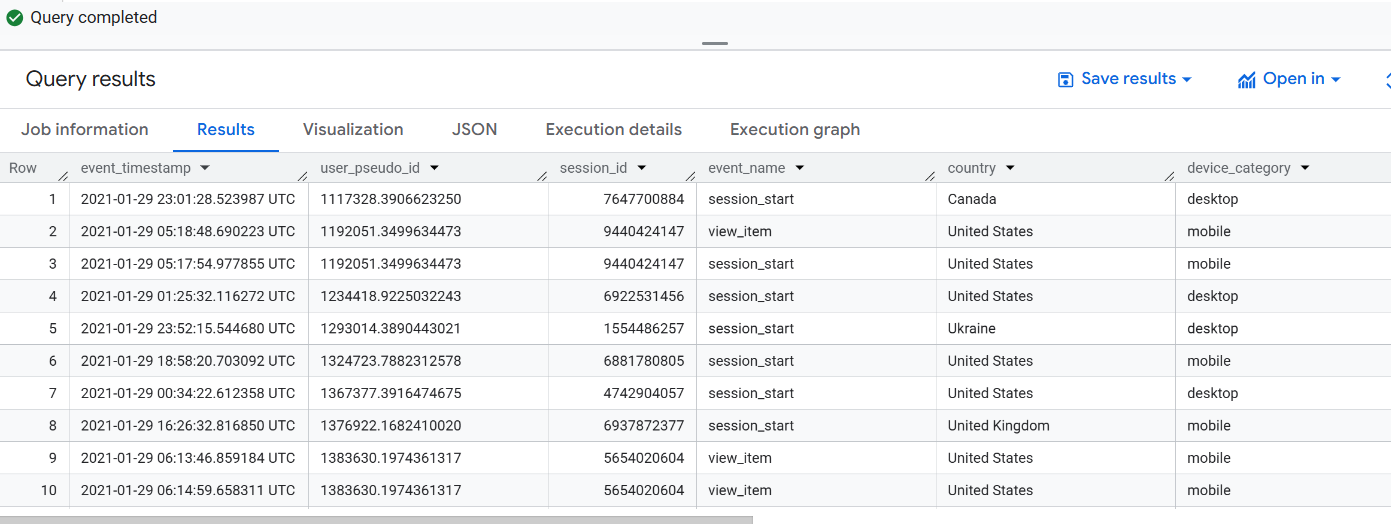 Query completed
Query results Save results Open in
Job information Results Visualization JSON Execution details Execution graph
Row event_timestamp user_pseudo_id session_id event_name country device_category
1 2021-01-29 23:01:28.523987 UTC 1117328.3906623250 7647700884 session_start Canada desktop
2 2021-01-29 05:18:48.690223 UTC 1192051.3499634473 9440424147 view_item United States mobile
3 2021-01-29 05:17:54.977855 UTC 1192051.3499634473 9440424147 session_start United States mobile
4 2021-01-29 01:25:32.116272 UTC 1234418.9225032243 6922531456 session_start United States desktop
5 2021-01-29 23:52:15.544680 UTC 1293014.3890443021 1554486257 session_start Ukraine desktop
6 2021-01-29 18:58:20.703092 UTC 1324723.7882312578 6881780805 session_start United States mobile
7 2021-01-29 00:34:22.612358 UTC 1367377.3916474675 4742904057 session_start United States desktop
8 2021-01-29 16:26:32.816850 UTC 1376922.1682410020 6937872377 session_start United Kingdom mobile
9 2021-01-29 06:13:46.859184 UTC 1383630.1974361317 5654020604 view_item United States mobile
10 2021-01-29 06:14:59.658311 UTC 1383630.1974361317 5654020604 view_item United States mobile